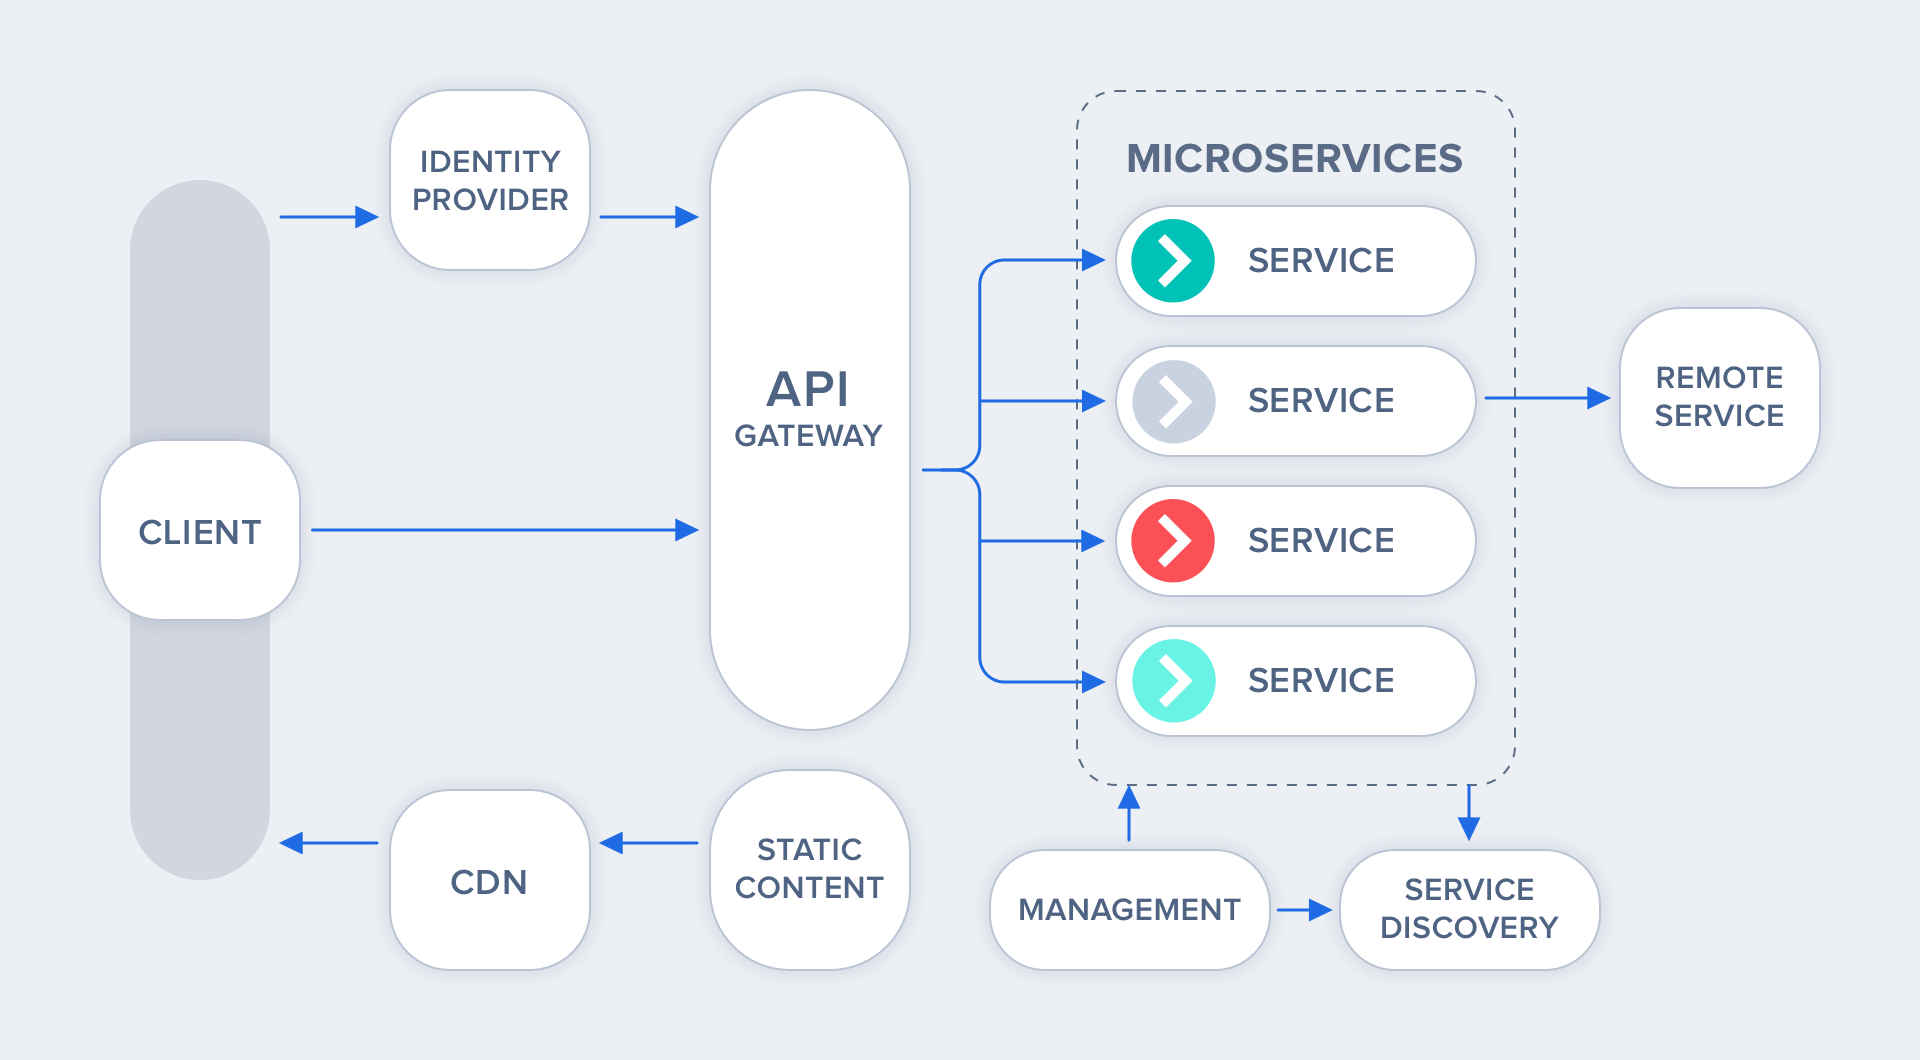 IDENTITY
PROVIDER
API
GATEWAY
CLIENT
CDN
STATIC
CONTENT
MICROSERVICES
SERVICE
SERVICE
SERVICE
SERVICE
REMOTE
SERVICE
MANAGEMENT
SERVICE
DISCOVERY